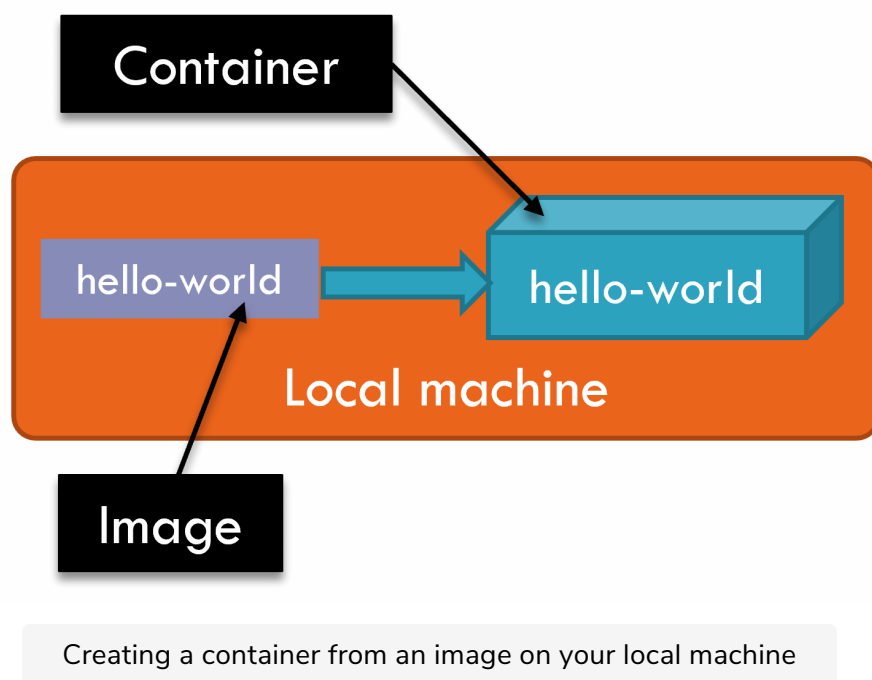 Container
hello-world
hello-world
Local machine
Image
Creating a container from an image on your local machine